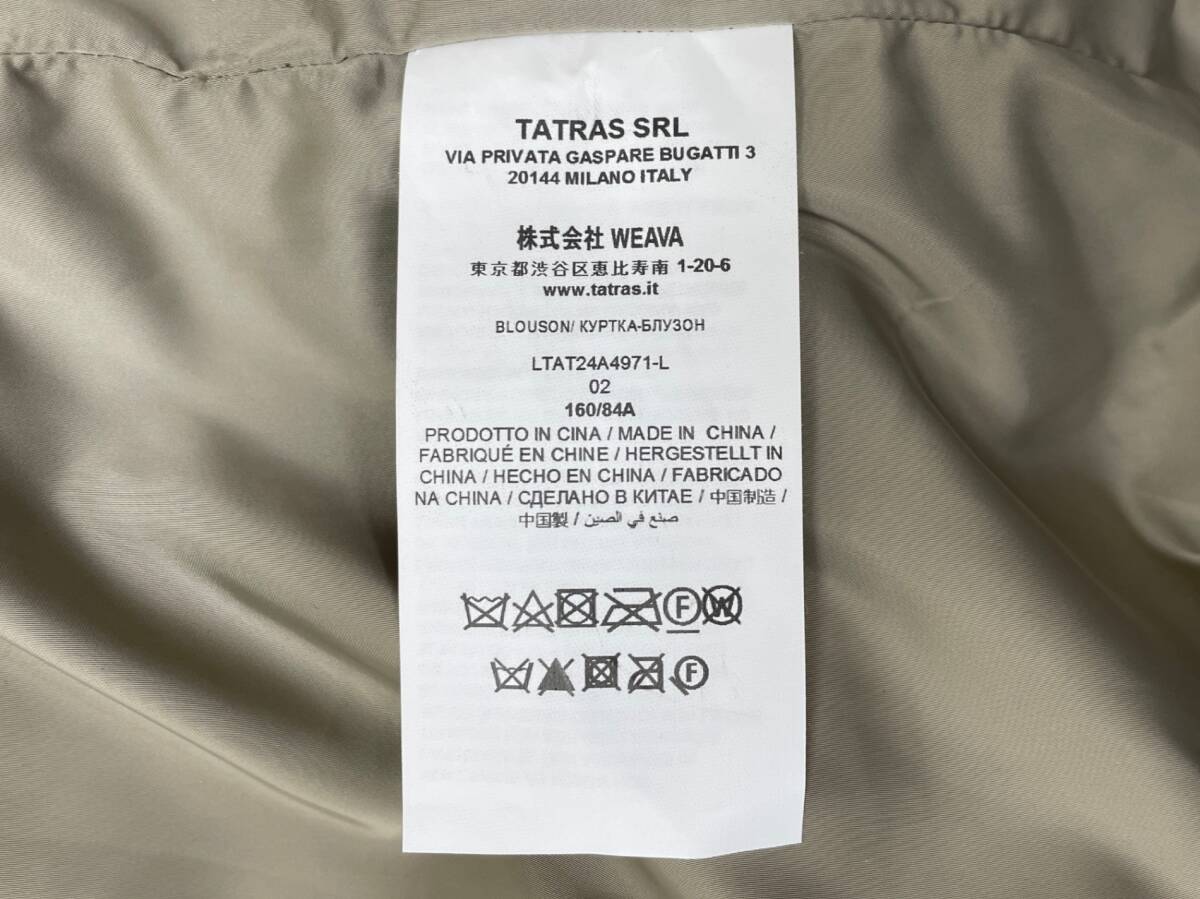 TATRAS SRL
VIA PRIVATA GASPARE BUGATTI 3
20144 MILANO ITALY
株式会社 WEAVA
東京都渋谷区恵比寿南 1-20-6
www.tatras.it
BLOUSON/ КУРТКА-БЛУЗОН
LTAT24A4971-L
02
160/84A
PRODOTTO IN CINA / MADE IN CHINA /
FABRIQUÉ EN CHINE / HERGESTELLT IN
CHINA / HECHO EN CHINA / FABRICADO
NA CHINA / СДЕЛАНО В КИТАЕ / 中国制造 /
中国製 / صنع في الصين
F W
F